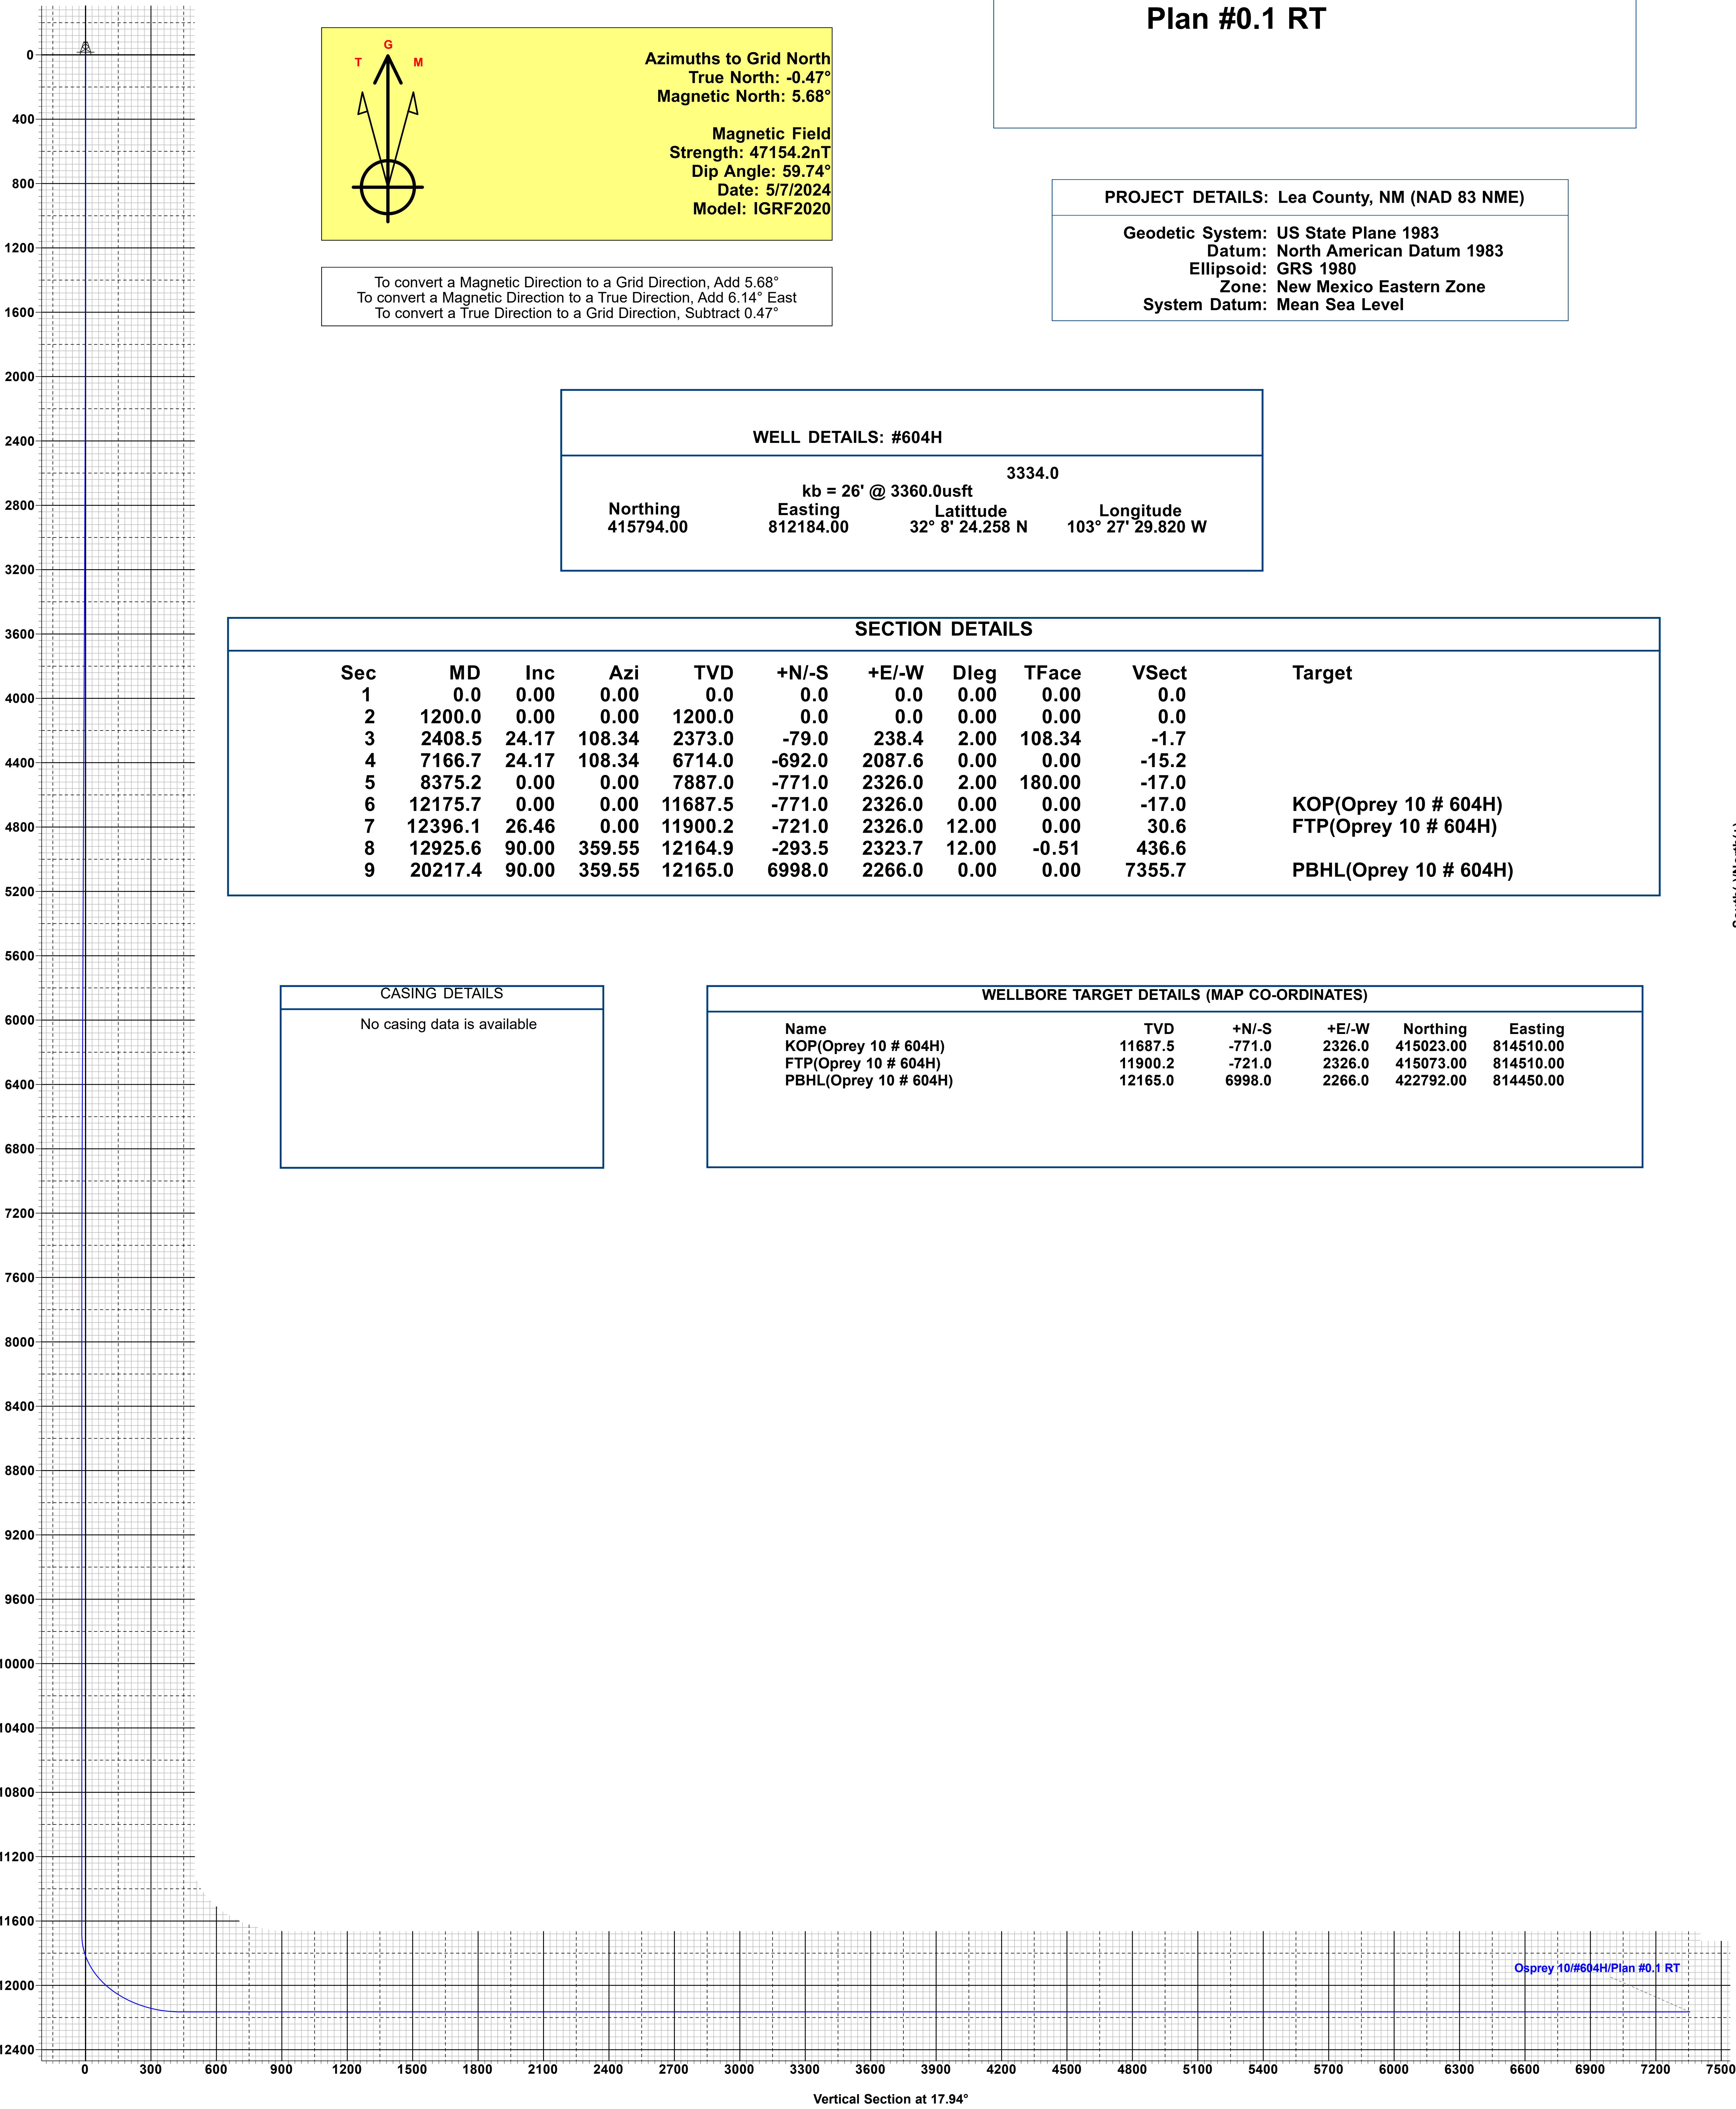 Plan #0.1 RT
G
T M
Azimuths to Grid North
True North: -0.47°
Magnetic North: 5.68°
Magnetic Field
Strength: 47154.2nT
Dip Angle: 59.74°
Date: 5/7/2024
Model: IGRF2020
To convert a Magnetic Direction to a Grid Direction, Add 5.68°
To convert a Magnetic Direction to a True Direction, Add 6.14° East
To convert a True Direction to a Grid Direction, Subtract 0.47°
PROJECT DETAILS: Lea County, NM (NAD 83 NME)
Geodetic System: US State Plane 1983
Datum: North American Datum 1983
Ellipsoid: GRS 1980
Zone: New Mexico Eastern Zone
System Datum: Mean Sea Level
WELL DETAILS: #604H
3334.0
kb = 26' @ 3360.0usft
Northing Easting Latittude Longitude
415794.00 812184.00 32° 8' 24.258 N 103° 27' 29.820 W
SECTION DETAILS
Sec MD Inc Azi TVD +N/-S +E/-W Dleg TFace VSect Target
1 0.0 0.00 0.00 0.0 0.0 0.0 0.00 0.00 0.0
2 1200.0 0.00 0.00 1200.0 0.0 0.0 0.00 0.00 0.0
3 2408.5 24.17 108.34 2373.0 -79.0 238.4 2.00 108.34 -1.7
4 7166.7 24.17 108.34 6714.0 -692.0 2087.6 0.00 0.00 -15.2
5 8375.2 0.00 0.00 7887.0 -771.0 2326.0 2.00 180.00 -17.0
6 12175.7 0.00 0.00 11687.5 -771.0 2326.0 0.00 0.00 -17.0 KOP(Oprey 10 # 604H)
7 12396.1 26.46 0.00 11900.2 -721.0 2326.0 12.00 0.00 30.6 FTP(Oprey 10 # 604H)
8 12925.6 90.00 359.55 12164.9 -293.5 2323.7 12.00 -0.51 436.6
9 20217.4 90.00 359.55 12165.0 6998.0 2266.0 0.00 0.00 7355.7 PBHL(Oprey 10 # 604H)
CASING DETAILS
No casing data is available
WELLBORE TARGET DETAILS (MAP CO-ORDINATES)
Name TVD +N/-S +E/-W Northing Easting
KOP(Oprey 10 # 604H) 11687.5 -771.0 2326.0 415023.00 814510.00
FTP(Oprey 10 # 604H) 11900.2 -721.0 2326.0 415073.00 814510.00
PBHL(Oprey 10 # 604H) 12165.0 6998.0 2266.0 422792.00 814450.00
0
400
800
1200
1600
2000
2400
2800
3200
3600
4000
4400
4800
5200
5600
6000
6400
6800
7200
7600
8000
8400
8800
9200
9600
10000
10400
10800
11200
11600
12000
12400
Osprey 10/#604H/Plan #0.1 RT
0 300 600 900 1200 1500 1800 2100 2400 2700 3000 3300 3600 3900 4200 4500 4800 5100 5400 5700 6000 6300 6600 6900 7200 7500
Vertical Section at 17.94°